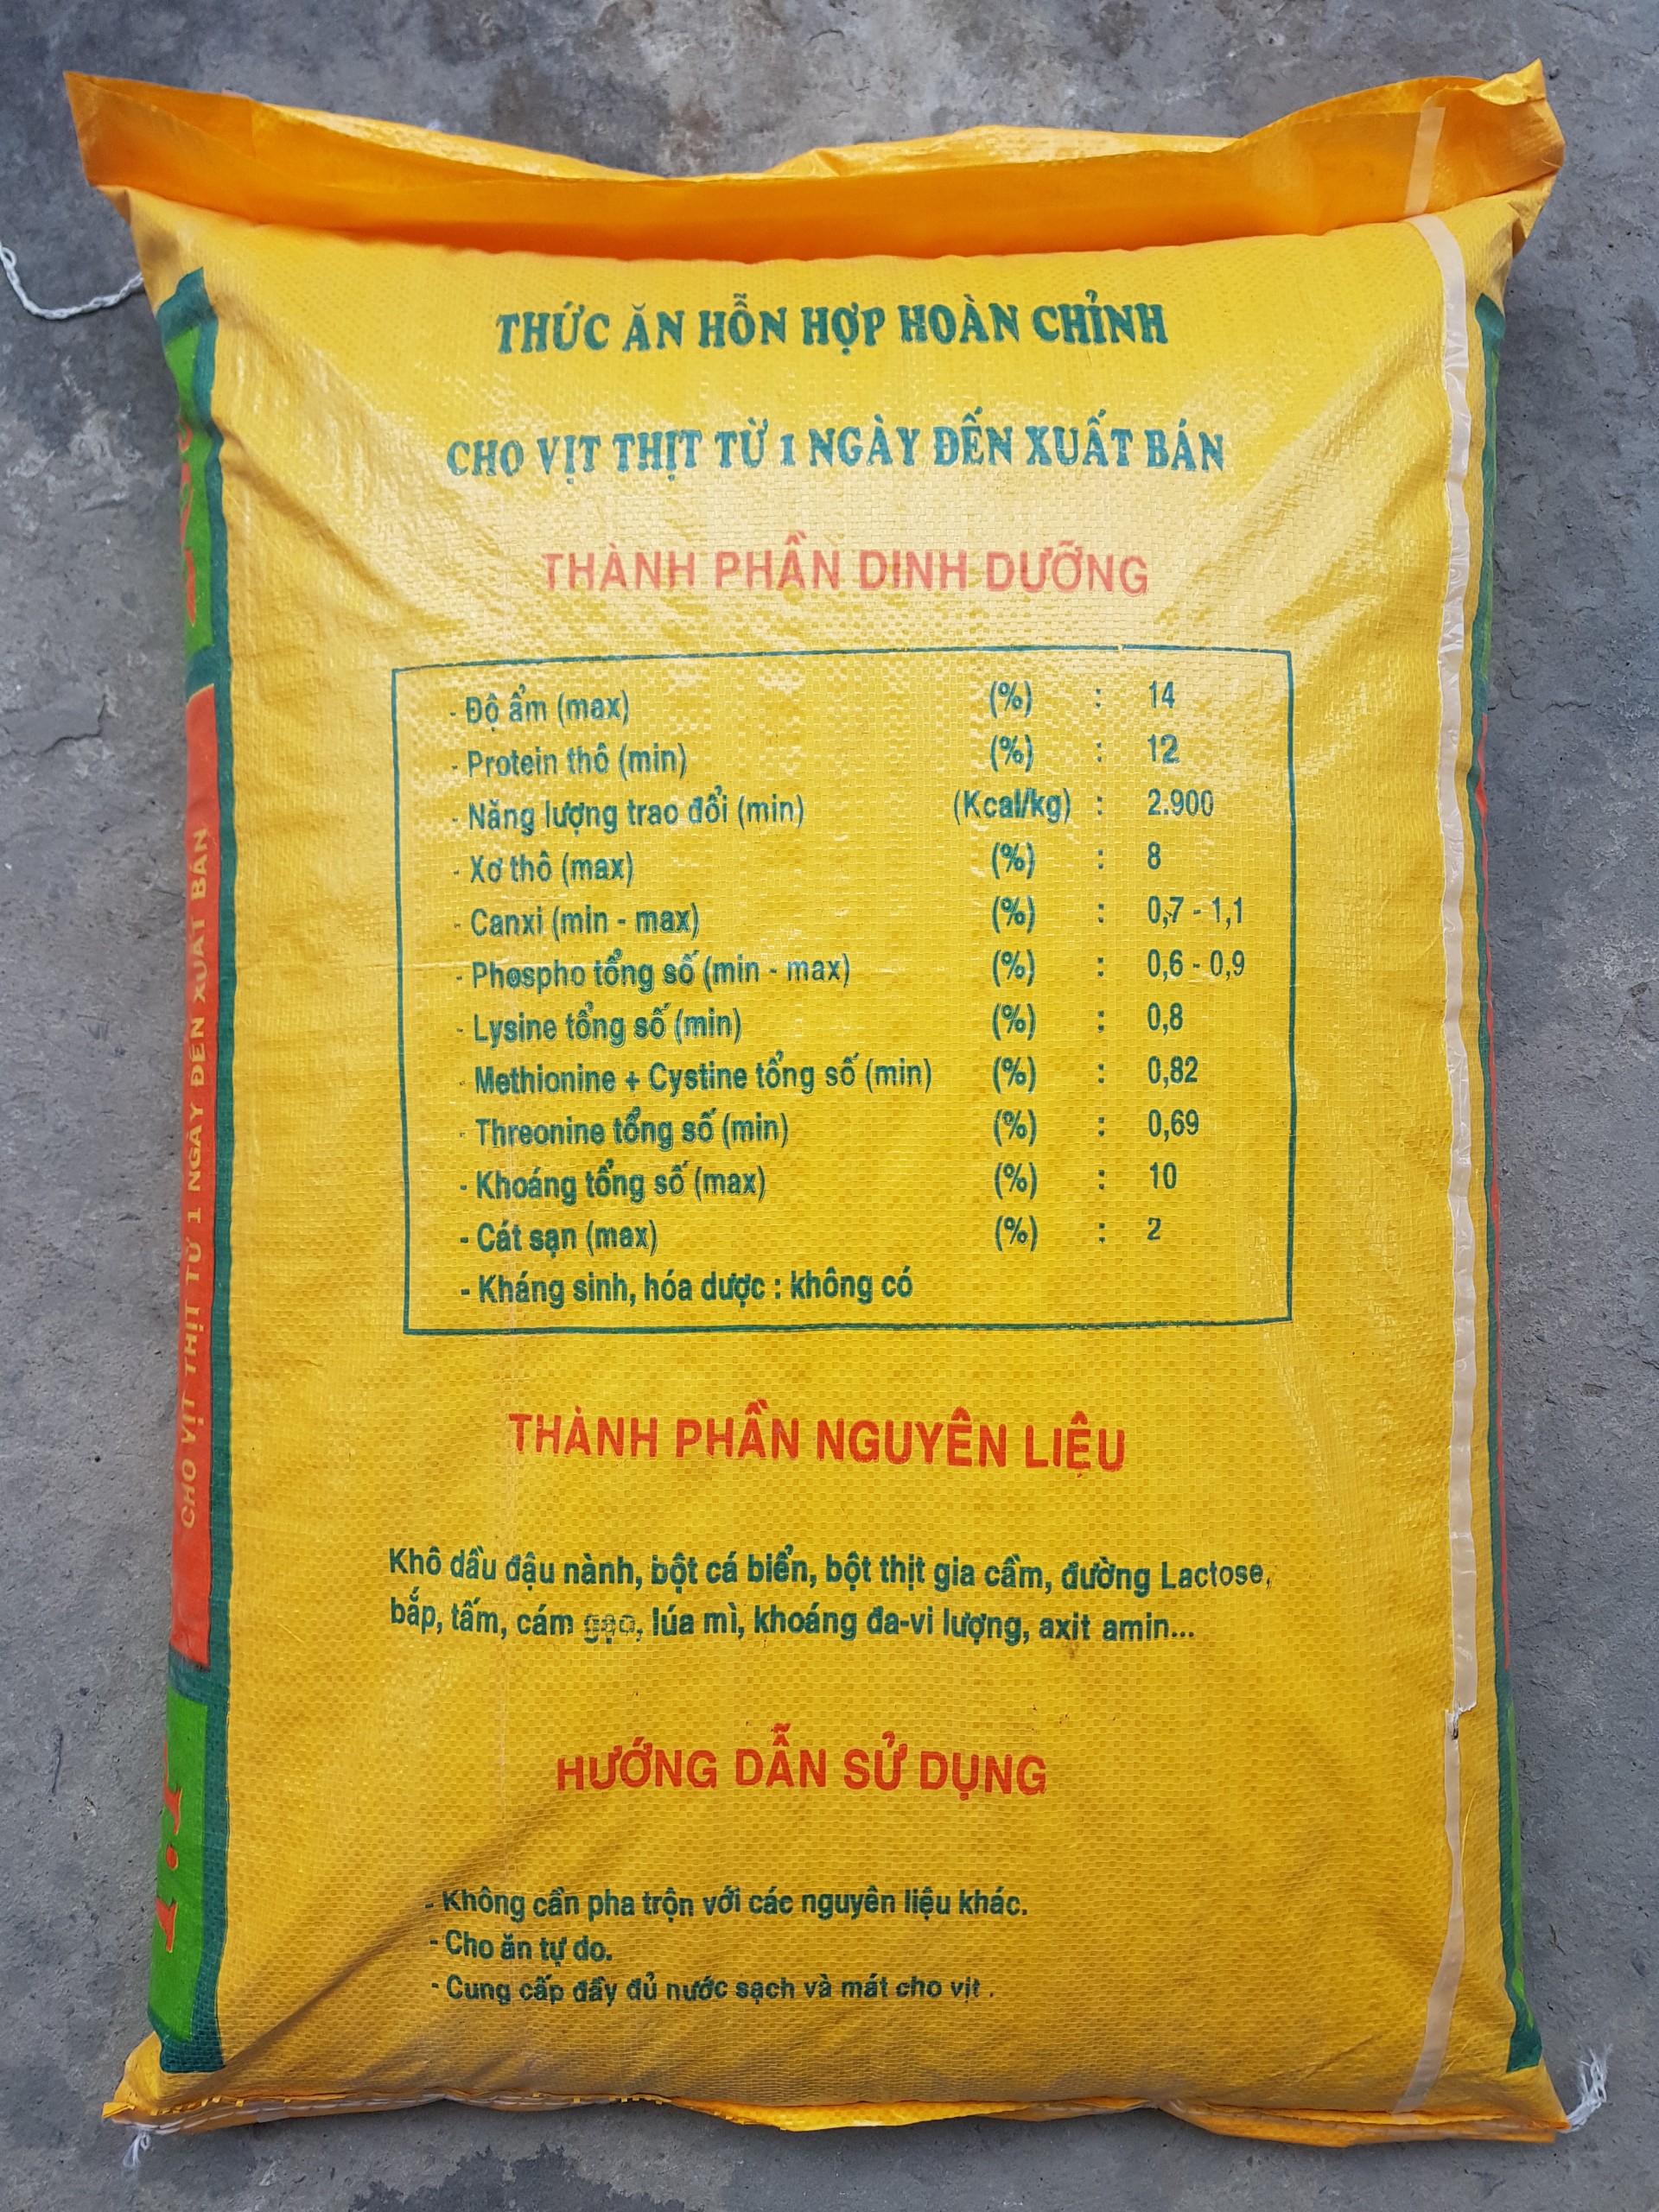 THỨC ĂN HỖN HỢP HOÀN CHỈNH
CHO VỊT THỊT TỪ 1 NGÀY ĐẾN XUẤT BÁN
THÀNH PHẦN DINH DƯỠNG
- Độ ẩm (max) (%) : 14
- Protein thô (min) (%) : 12
- Năng lượng trao đổi (min) (Kcal/kg) : 2.900
- Xơ thô (max) (%) : 8
- Canxi (min - max) (%) : 0,7 - 1,1
- Phospho tổng số (min - max) (%) : 0,6 - 0,9
- Lysine tổng số (min) (%) : 0,8
- Methionine + Cystine tổng số (min) (%) : 0,82
- Threonine tổng số (min) (%) : 0,69
- Khoáng tổng số (max) (%) : 10
- Cát sạn (max) (%) : 2
- Kháng sinh, hóa dược : không có
THÀNH PHẦN NGUYÊN LIỆU
Khô dầu đậu nành, bột cá biển, bột thịt gia cầm, đường Lactose,
bắp, tấm, cám gạo, lúa mì, khoáng đa-vi lượng, axit amin...
HƯỚNG DẪN SỬ DỤNG
- Không cần pha trộn với các nguyên liệu khác.
- Cho ăn tự do.
- Cung cấp đầy đủ nước sạch và mát cho vịt .
CHO VỊT THỊT TỪ 1 NGÀY ĐẾN XUẤT BÁN